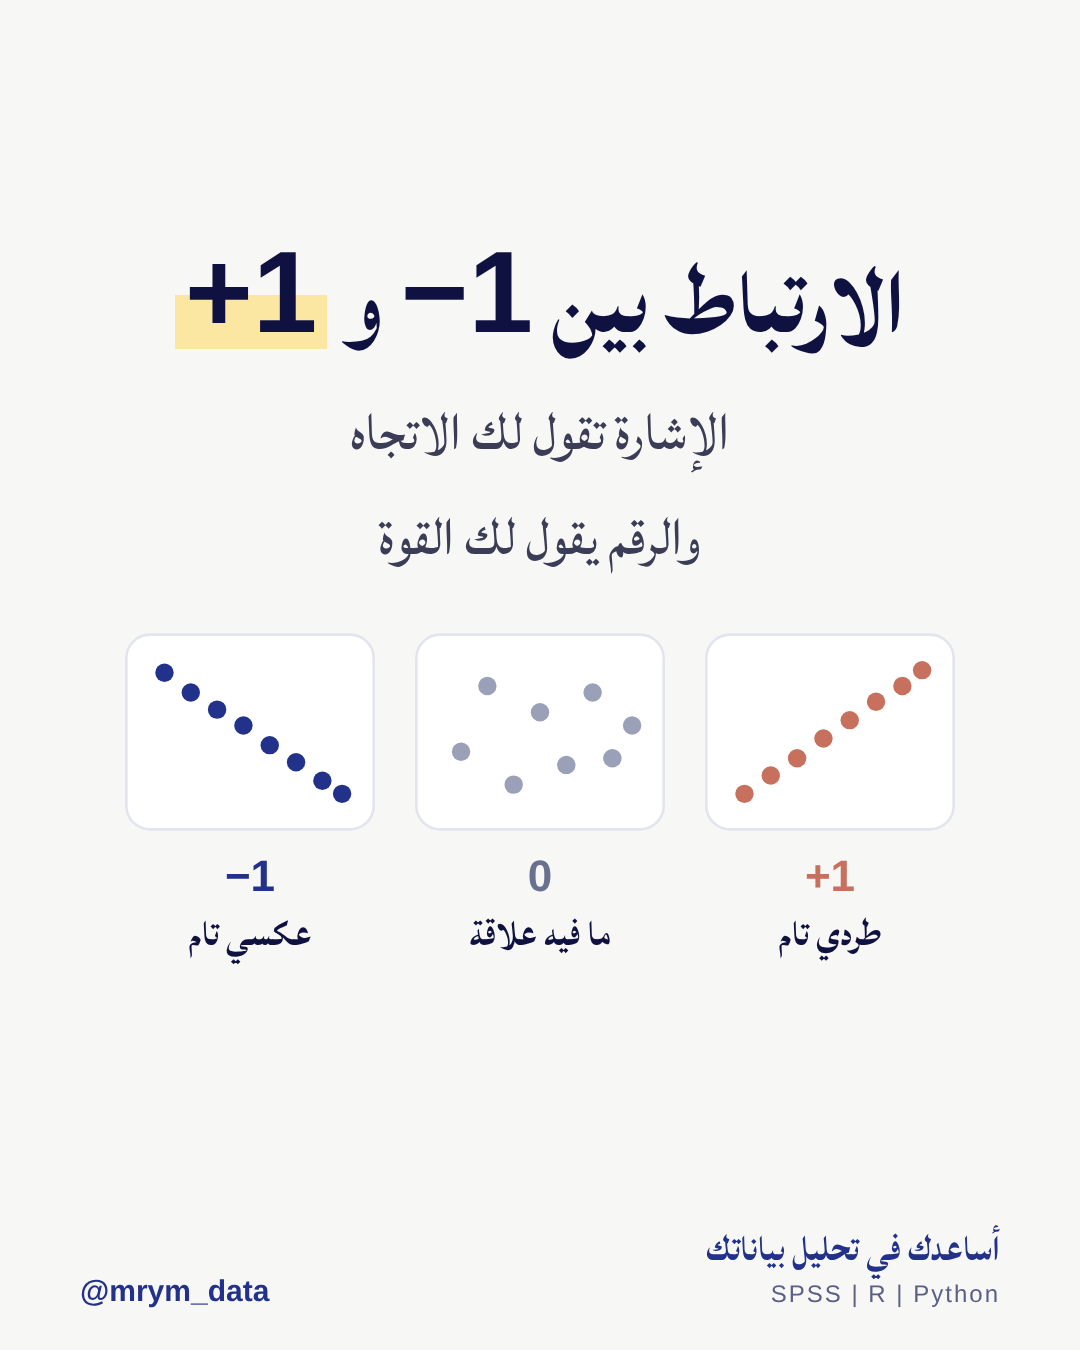 الارتباط بين −1 و +1
الإشارة تقول لك الاتجاه
والرقم يقول لك القوة
+1
طردي تام
0
ما فيه علاقة
−1
عكسي تام
أساعدك في تحليل بياناتك
SPSS | R | Python
@mrym_data